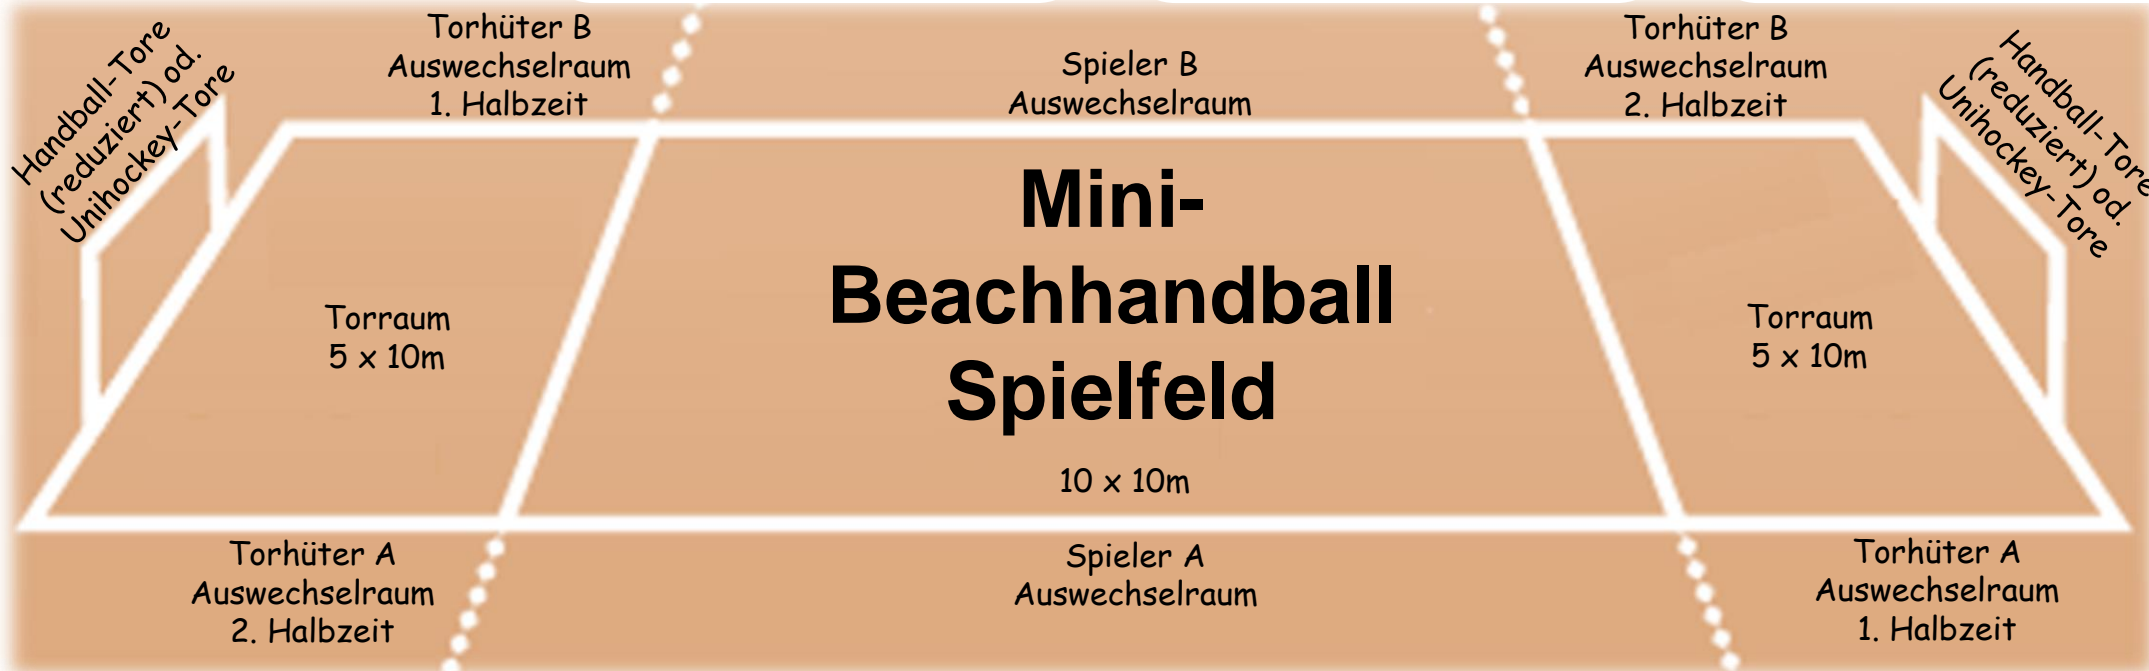 Handball-Tore
(reduziert) od.
Unihockey-Tore
Torhüter B
Auswechselraum
1. Halbzeit
Spieler B
Auswechselraum
Torhüter B
Auswechselraum
2. Halbzeit
Handball-Tore
(reduziert) od.
Unihockey-Tore
Mini-
Beachhandball
Spielfeld
10 x 10m
Torraum
5 x 10m
Torraum
5 x 10m
Torhüter A
Auswechselraum
2. Halbzeit
Spieler A
Auswechselraum
Torhüter A
Auswechselraum
1. Halbzeit